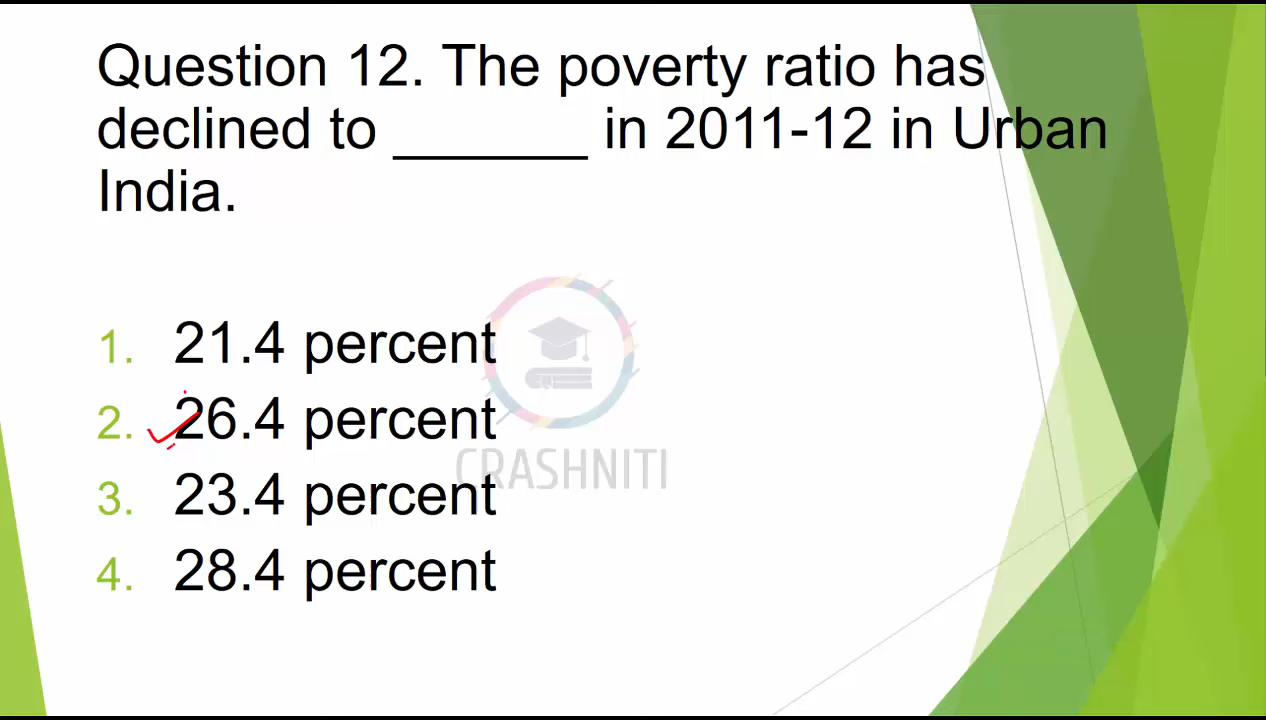 Question 12. The poverty ratio has
declined to ______ in 2011-12 in Urban
India.
1. 21.4 percent
2. 26.4 percent
3. 23.4 percent
4. 28.4 percent
CRASHNITI